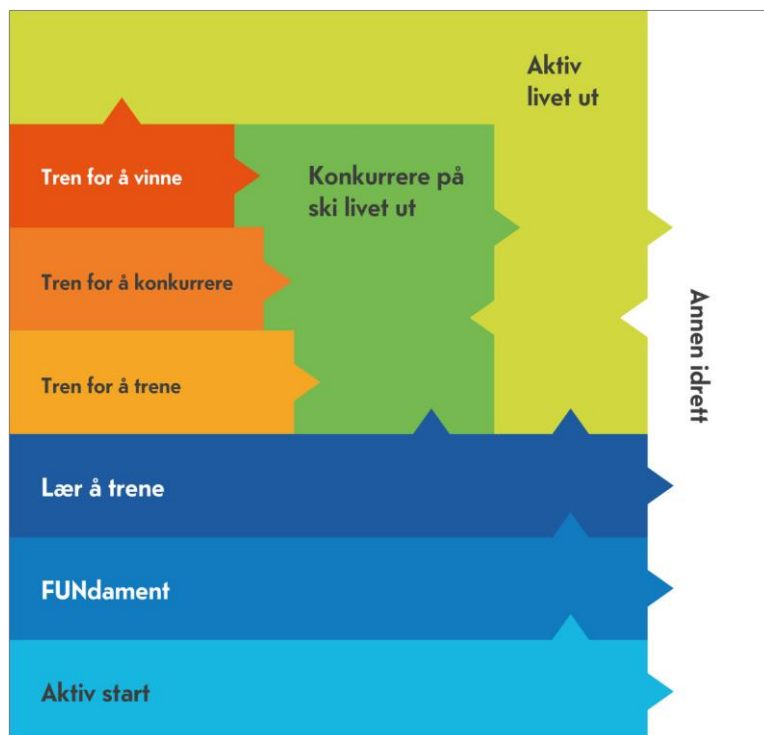 Aktiv
livet ut
Tren for å vinne
Konkurrere på
ski livet ut
Tren for å konkurrere
Annen idrett
Tren for å trene
Lær å trene
FUNdament
Aktiv start